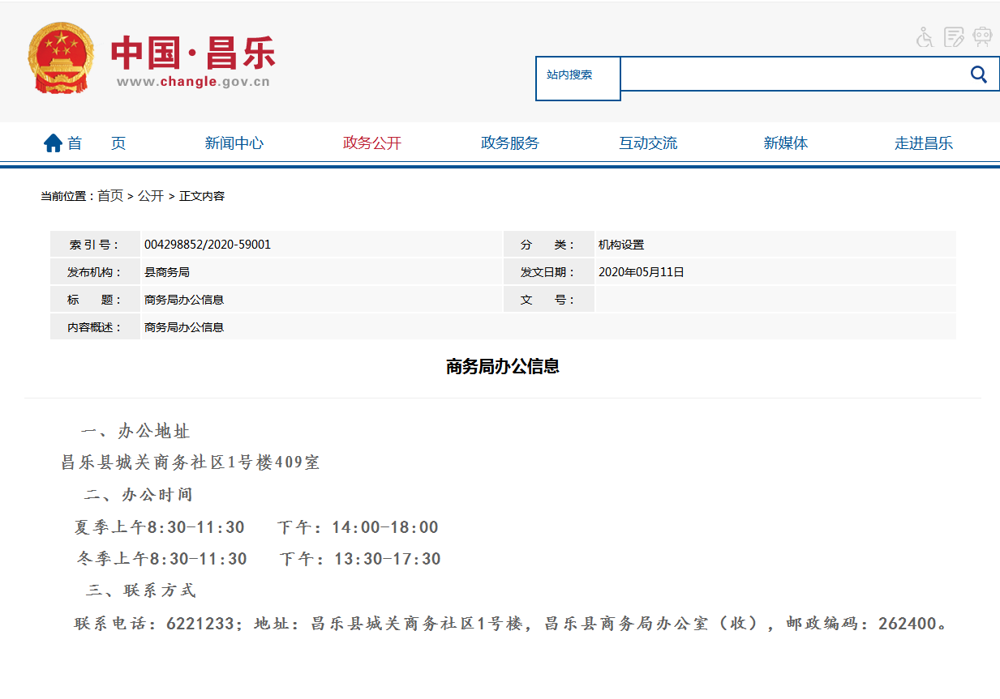 中国·昌乐
www.changle.gov.cn
站内搜索
首 页 新闻中心 政务公开 政务服务 互动交流 新媒体 走进昌乐
当前位置：首页 > 公开 > 正文内容
索 引 号： 004298852/2020-59001 分 类： 机构设置
发布机构： 县商务局 发文日期： 2020年05月11日
标 题： 商务局办公信息 文 号：
内容概述： 商务局办公信息
商务局办公信息
一、办公地址
昌乐县城关商务社区1号楼409室
二、办公时间
夏季上午8:30-11:30 下午：14:00-18:00
冬季上午8:30-11:30 下午：13:30-17:30
三、联系方式
联系电话：6221233；地址：昌乐县城关商务社区1号楼，昌乐县商务局办公室（收），邮政编码：262400。